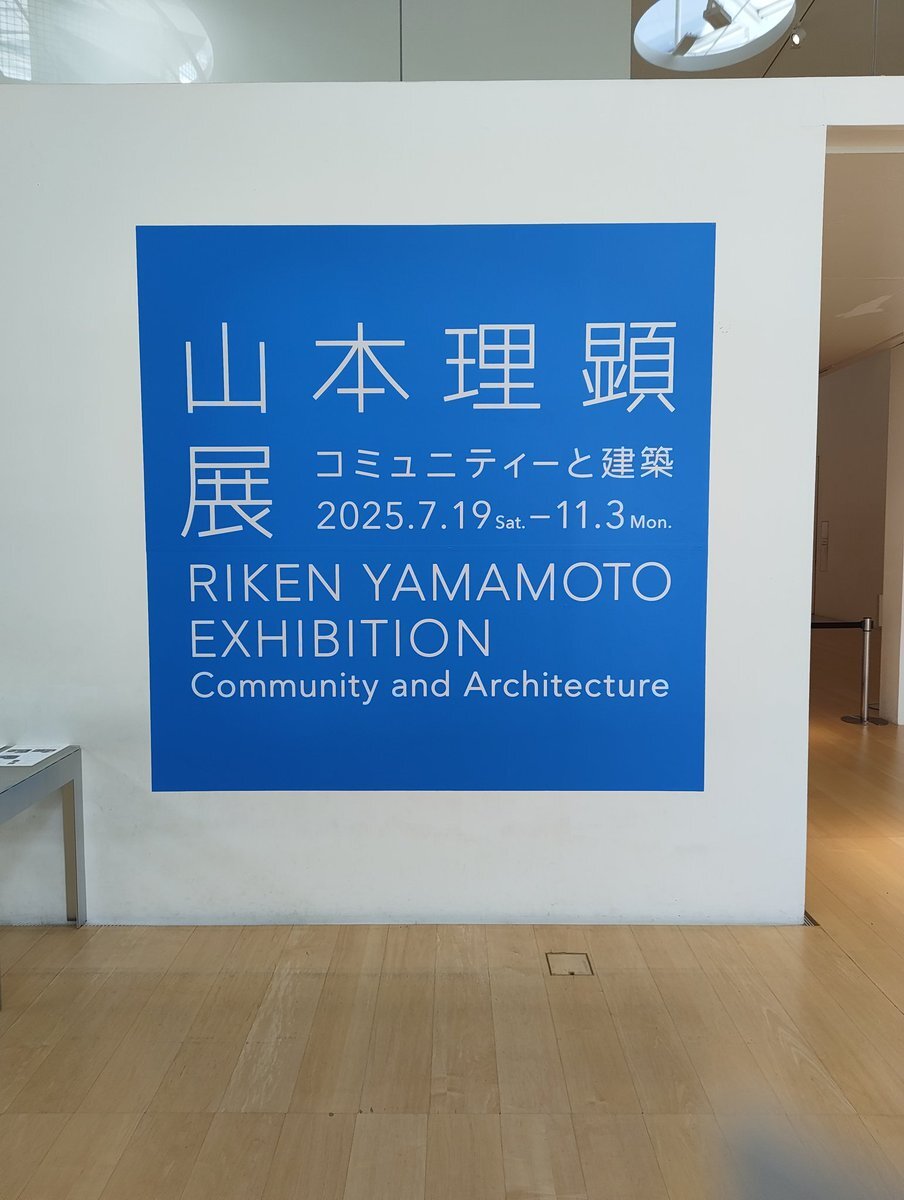 山本理顕
展 コミュニティーと建築
2025.7.19 Sat. – 11.3 Mon.
RIKEN YAMAMOTO
EXHIBITION
Community and Architecture